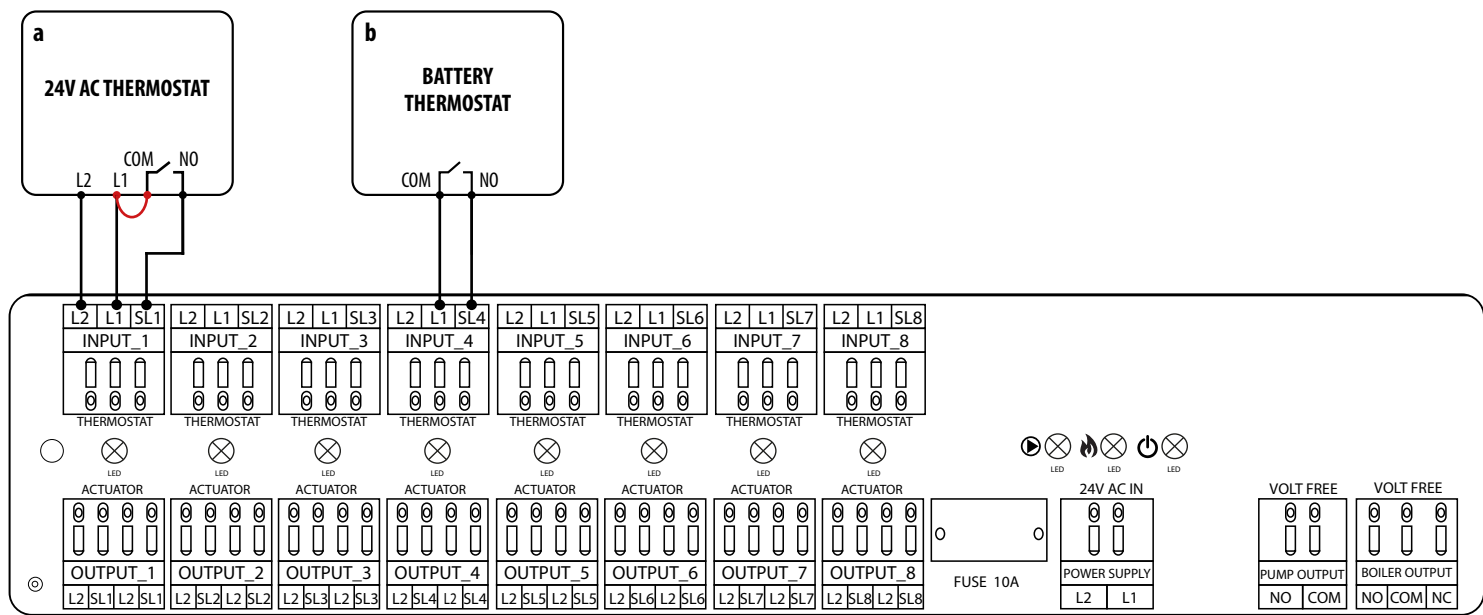 a
24V AC THERMOSTAT
COM NO
L2 L1
b
BATTERY
THERMOSTAT
COM NO
L2 L1 SL1 L2 L1 SL2 L2 L1 SL3 L2 L1 SL4 L2 L1 SL5 L2 L1 SL6 L2 L1 SL7 L2 L1 SL8
INPUT_1 INPUT_2 INPUT_3 INPUT_4 INPUT_5 INPUT_6 INPUT_7 INPUT_8
THERMOSTAT THERMOSTAT THERMOSTAT THERMOSTAT THERMOSTAT THERMOSTAT THERMOSTAT THERMOSTAT
LED LED LED LED LED LED LED LED LED LED LED
ACTUATOR ACTUATOR ACTUATOR ACTUATOR ACTUATOR ACTUATOR ACTUATOR ACTUATOR 24V AC IN VOLT FREE VOLT FREE
OUTPUT_1 OUTPUT_2 OUTPUT_3 OUTPUT_4 OUTPUT_5 OUTPUT_6 OUTPUT_7 OUTPUT_8 FUSE 10A POWER SUPPLY PUMP OUTPUT BOILER OUTPUT
L2 SL1 L2 SL1 L2 SL2 L2 SL2 L2 SL3 L2 SL3 L2 SL4 L2 SL4 L2 SL5 L2 SL5 L2 SL6 L2 SL6 L2 SL7 L2 SL7 L2 SL8 L2 SL8 L2 L1 NO COM NO COM NC